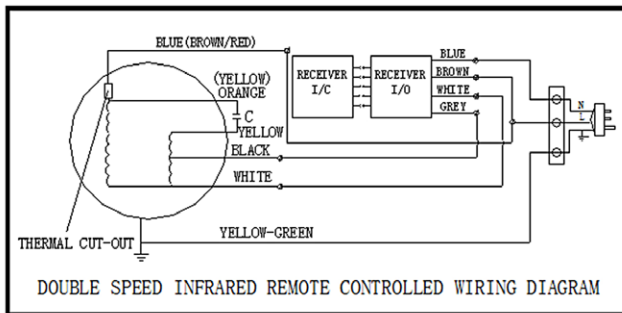 BLUE(BROWN/RED)
BLUE
(YELLOW)
ORANGE
RECEIVER
I/C
RECEIVER
I/O
BROWN
WHITE
GREY
N
L
C
YELLOW
BLACK
WHITE
YELLOW-GREEN
THERMAL CUT-OUT
DOUBLE SPEED INFRARED REMOTE CONTROLLED WIRING DIAGRAM